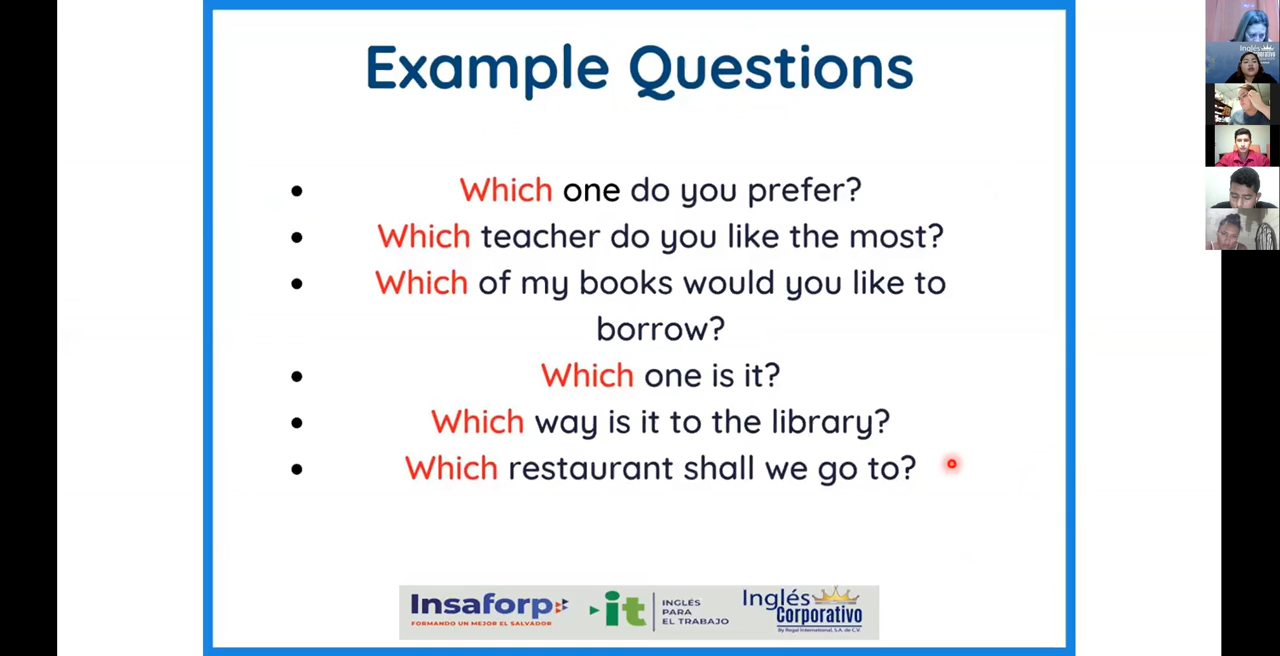 Example Questions
Which one do you prefer?
Which teacher do you like the most?
Which of my books would you like to
borrow?
Which one is it?
Which way is it to the library?
Which restaurant shall we go to?
Insaforp
FORMANDO UN MEJOR EL SALVADOR
it
INGLÉS
PARA
EL TRABAJO
Inglés
Corporativo
By Regal International, S.A. de C.V.
Inglés